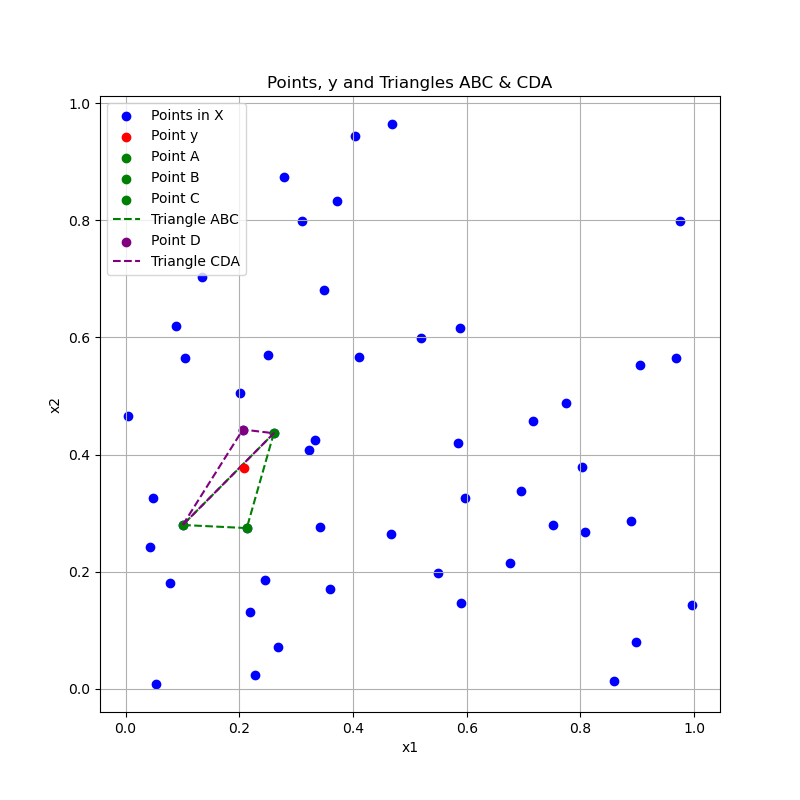 Points, y and Triangles ABC & CDA
Points in X
Point y
Point A
Point B
Point C
Triangle ABC
Point D
Triangle CDA
1.0
0.8
0.6
0.4
0.2
0.0
x2
0.0 0.2 0.4 0.6 0.8 1.0
x1